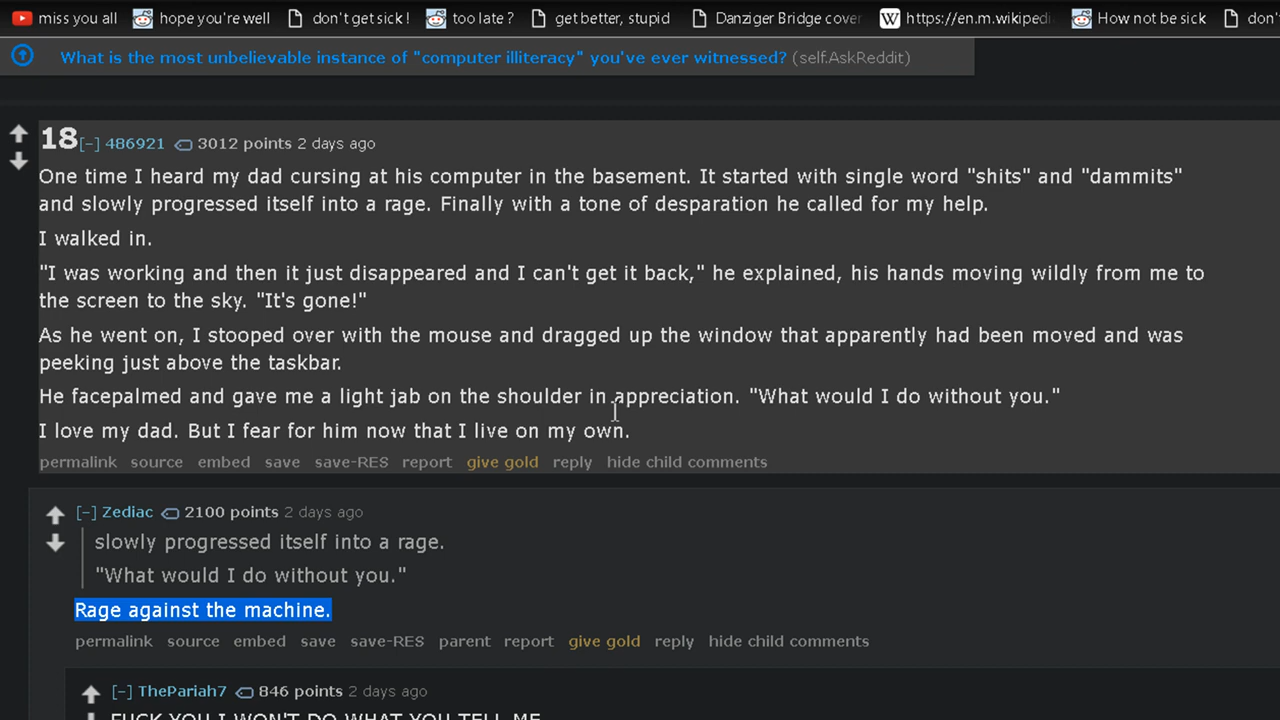 miss you all hope you're well don't get sick ! too late ? get better, stupid Danziger Bridge cover https://en.m.wikipedi How not be sick don'
What is the most unbelievable instance of "computer illiteracy" you've ever witnessed? (self.AskReddit)
18 [–] 486921 3012 points 2 days ago
One time I heard my dad cursing at his computer in the basement. It started with single word "shits" and "dammits"
and slowly progressed itself into a rage. Finally with a tone of desparation he called for my help.
I walked in.
"I was working and then it just disappeared and I can't get it back," he explained, his hands moving wildly from me to
the screen to the sky. "It's gone!"
As he went on, I stooped over with the mouse and dragged up the window that apparently had been moved and was
peeking just above the taskbar.
He facepalmed and gave me a light jab on the shoulder in appreciation. "What would I do without you."
I love my dad. But I fear for him now that I live on my own.
permalink source embed save save-RES report give gold reply hide child comments
[–] Zediac 2100 points 2 days ago
slowly progressed itself into a rage.
"What would I do without you."
Rage against the machine.
permalink source embed save save-RES parent report give gold reply hide child comments
[–] ThePariah7 846 points 2 days ago
FUCK YOU I WON'T DO WHAT YOU TELL ME